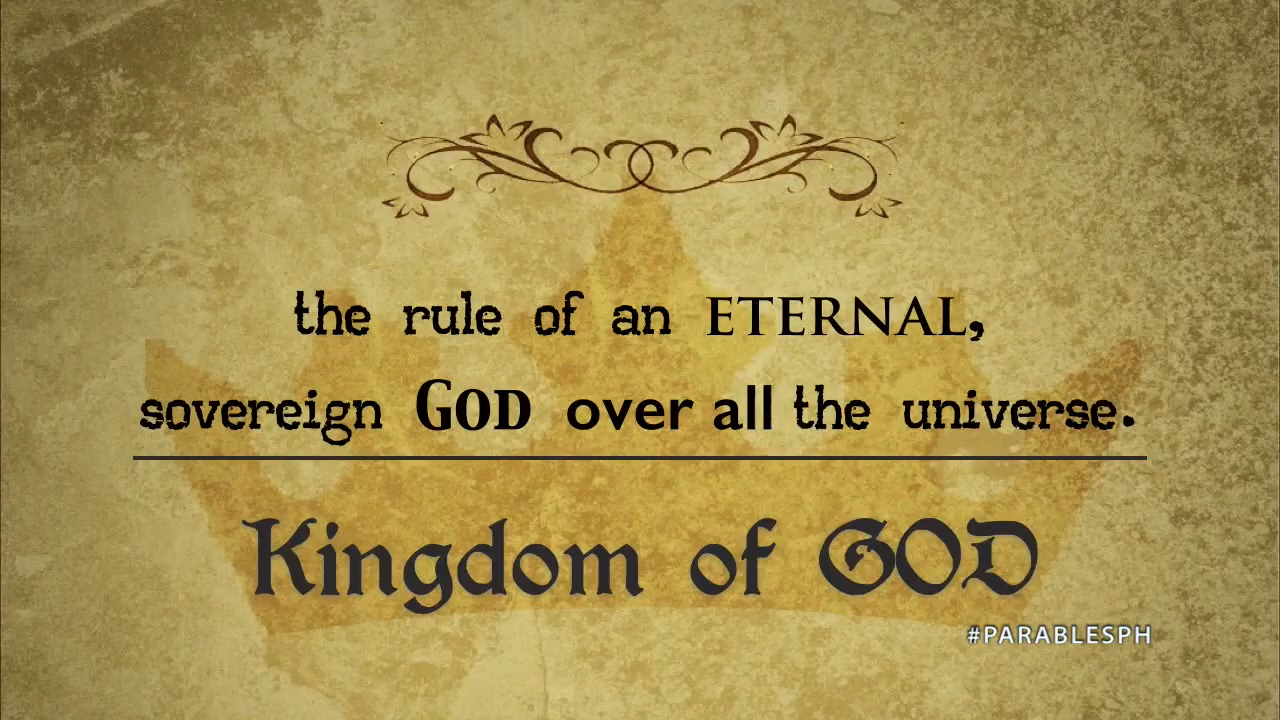 the rule of an ETERNAL,
sovereign GOD over all the universe.
Kingdom of GOD
#PARABLESPH